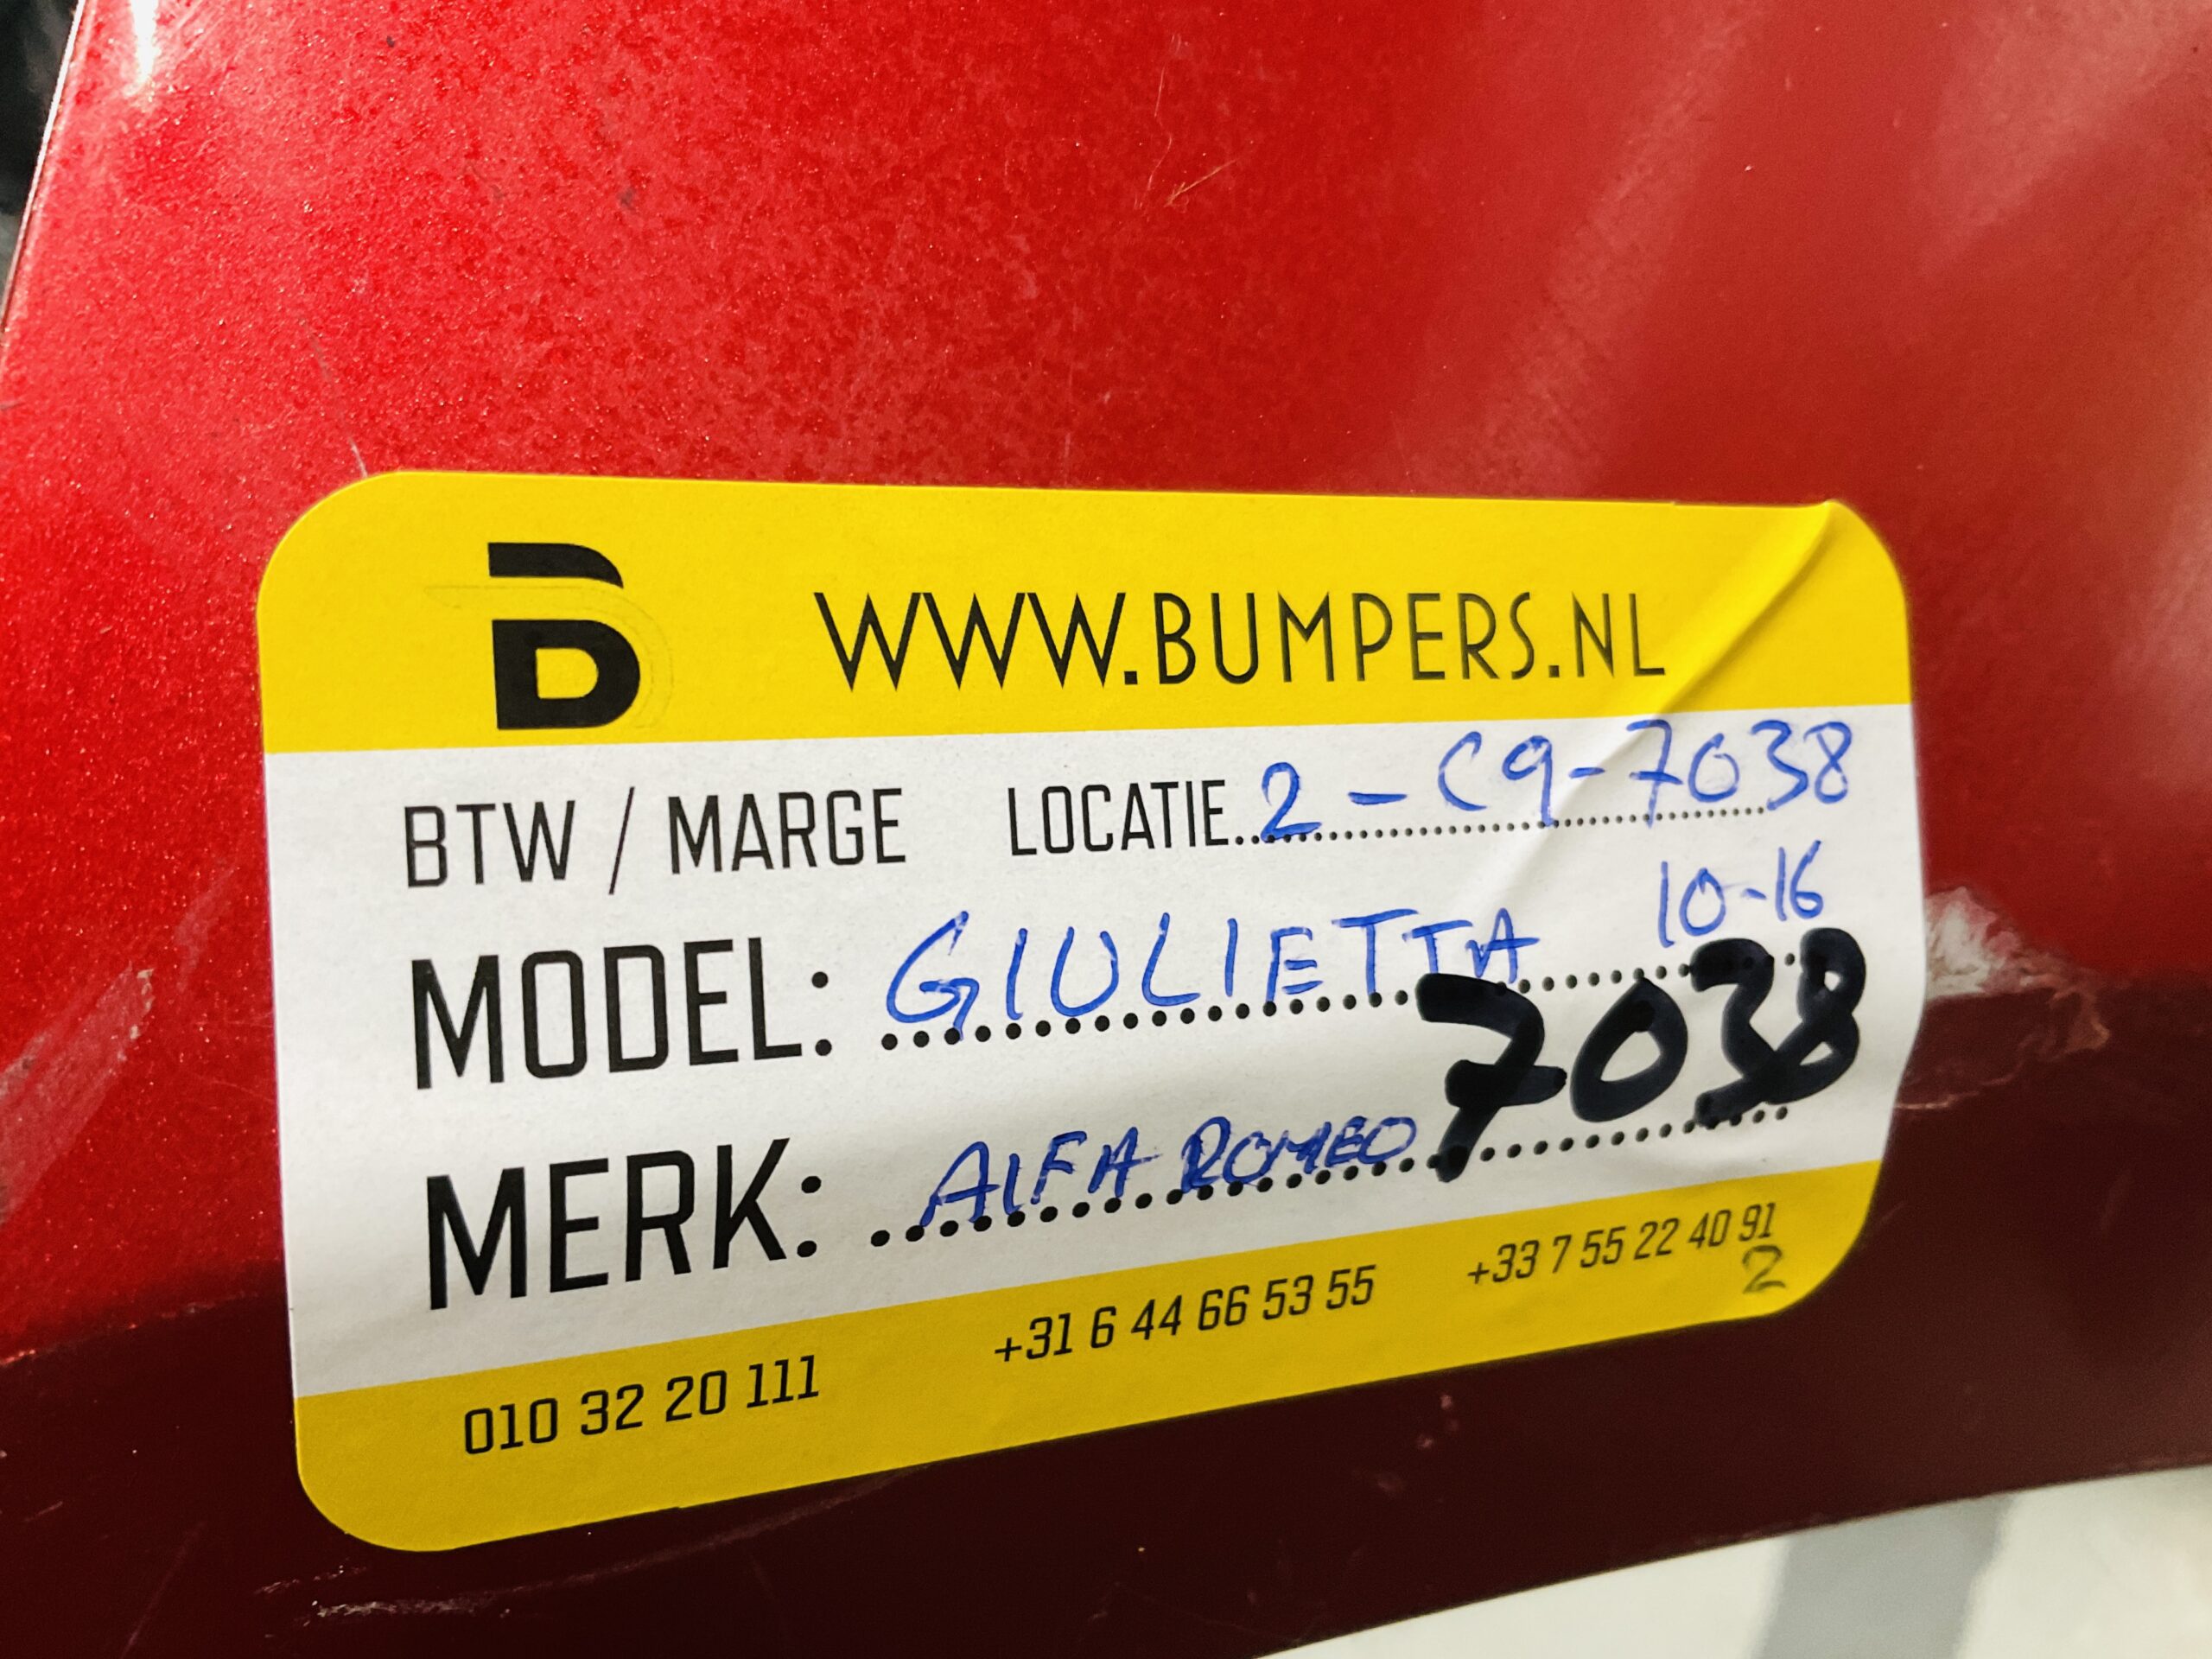 B WWW.BUMPERS.NL
BTW / MARGE LOCATIE 2-C9-7038
10-16
MODEL: GIULIETTA
7038
MERK: ALFA ROMEO
010 32 20 111 +31 6 44 66 53 55 +33 7 55 22 40 91
2